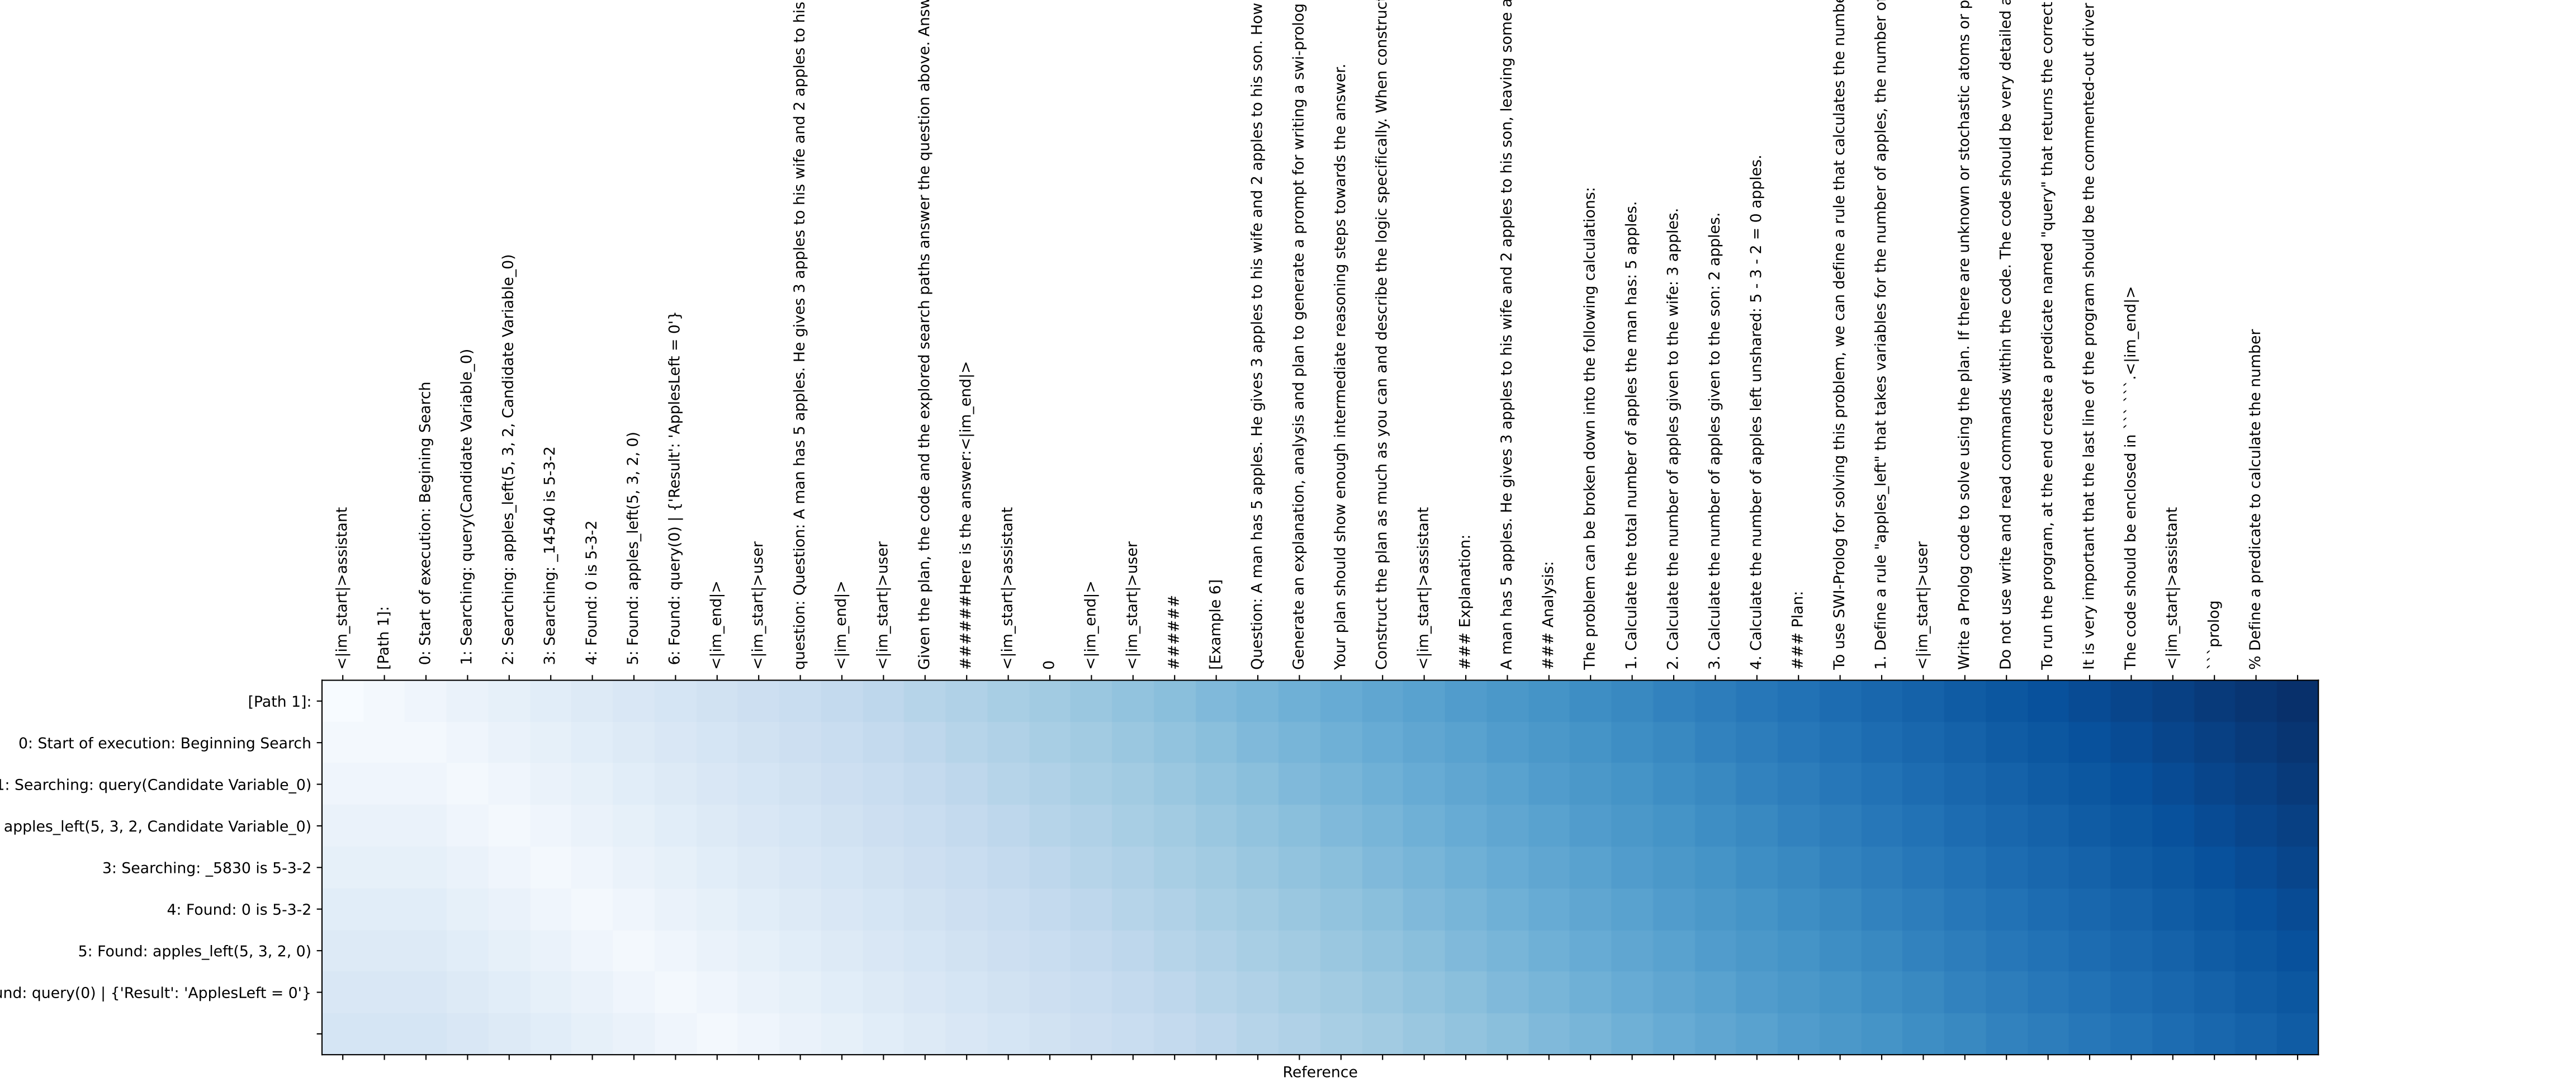 <|im_start|>assistant
[Path 1]:
0: Start of execution: Begining Search
1: Searching: query(Candidate Variable_0)
2: Searching: apples_left(5, 3, 2, Candidate Variable_0)
3: Searching: _14540 is 5-3-2
4: Found: 0 is 5-3-2
5: Found: apples_left(5, 3, 2, 0)
6: Found: query(0) | {'Result': 'ApplesLeft = 0'}
<|im_end|>
<|im_start|>user
question: Question: A man has 5 apples. He gives 3 apples to his wife and 2 apples to his
<|im_end|>
<|im_start|>user
Given the plan, the code and the explored search paths answer the question above. Answ
######Here is the answer:<|im_end|>
<|im_start|>assistant
0
<|im_end|>
<|im_start|>user
######
[Example 6]
Question: A man has 5 apples. He gives 3 apples to his wife and 2 apples to his son. How
Generate an explanation, analysis and plan to generate a prompt for writing a swi-prolog
Your plan should show enough intermediate reasoning steps towards the answer.
Construct the plan as much as you can and describe the logic specifically. When construct
<|im_start|>assistant
### Explanation:
A man has 5 apples. He gives 3 apples to his wife and 2 apples to his son, leaving some a
### Analysis:
The problem can be broken down into the following calculations:
1. Calculate the total number of apples the man has: 5 apples.
2. Calculate the number of apples given to the wife: 3 apples.
3. Calculate the number of apples given to the son: 2 apples.
4. Calculate the number of apples left unshared: 5 - 3 - 2 = 0 apples.
### Plan:
To use SWI-Prolog for solving this problem, we can define a rule that calculates the numbe
1. Define a rule "apples_left" that takes variables for the number of apples, the number o
<|im_start|>user
Write a Prolog code to solve using the plan. If there are unknown or stochastic atoms or p
Do not use write and read commands within the code. The code should be very detailed a
To run the program, at the end create a predicate named "query" that returns the correct
It is very important that the last line of the program should be the commented-out driver
The code should be enclosed in ``` ```.<|im_end|>
<|im_start|>assistant
```prolog
% Define a predicate to calculate the number
[Path 1]:
0: Start of execution: Beginning Search
1: Searching: query(Candidate Variable_0)
apples_left(5, 3, 2, Candidate Variable_0)
3: Searching: _5830 is 5-3-2
4: Found: 0 is 5-3-2
5: Found: apples_left(5, 3, 2, 0)
und: query(0) | {'Result': 'ApplesLeft = 0'}
Reference